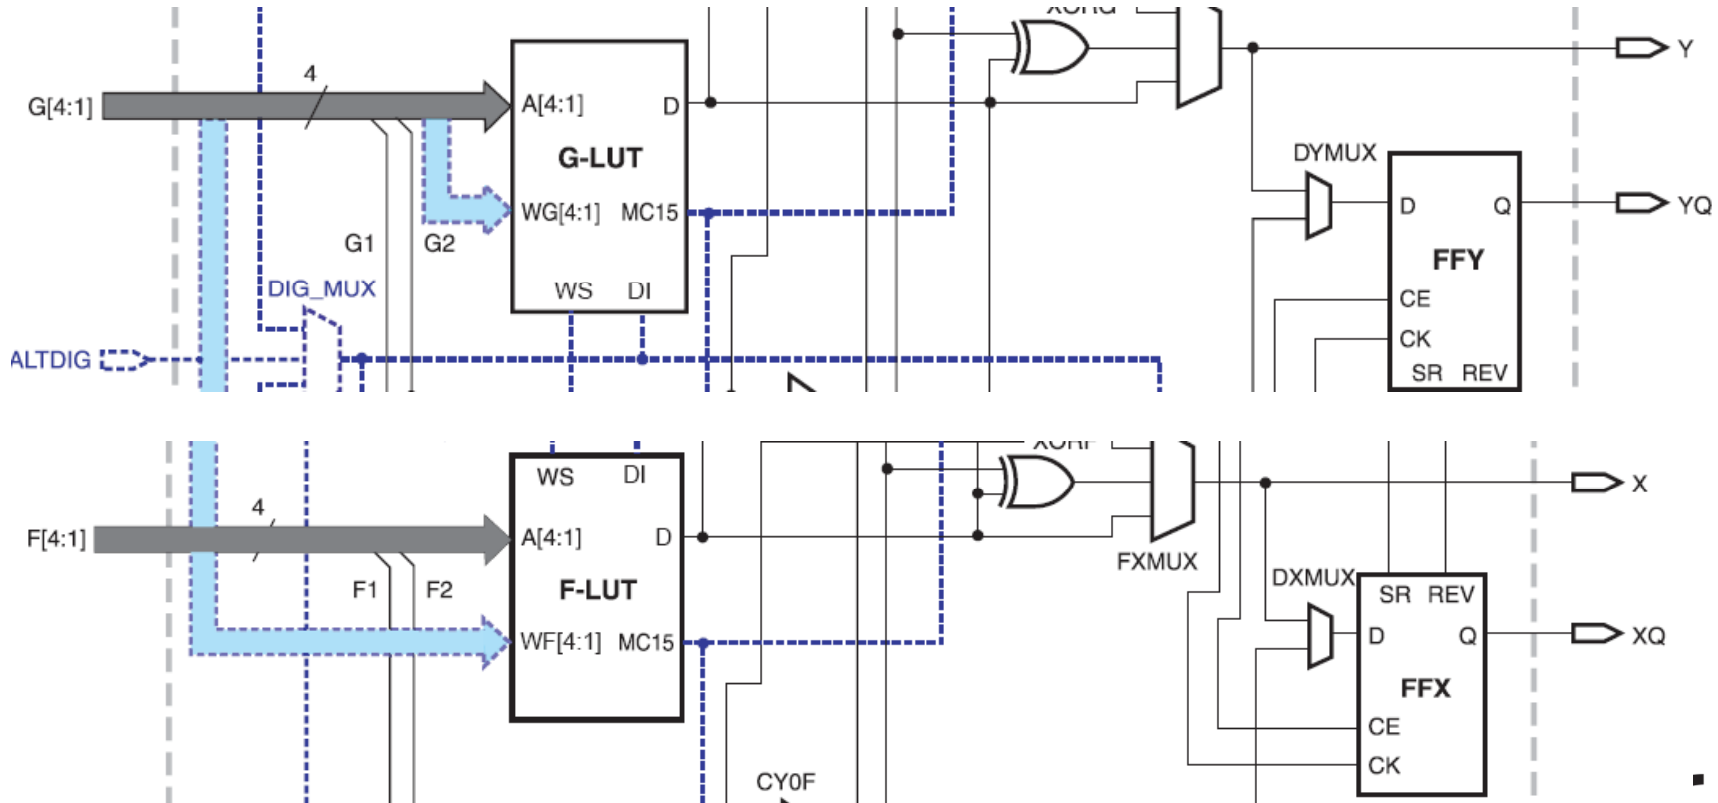 XORG
Y
4
G[4:1]
A[4:1]
D
G-LUT
DYMUX
WG[4:1]
MC15
D
Q
YQ
G1
G2
FFY
DIG_MUX
WS
DI
CE
CK
ALTDIG
SR
REV
XORF
WS
DI
X
4
F[4:1]
A[4:1]
D
FXMUX
F1
F2
F-LUT
DXMUX
SR
REV
WF[4:1]
MC15
D
Q
XQ
FFX
CE
CK
CY0F